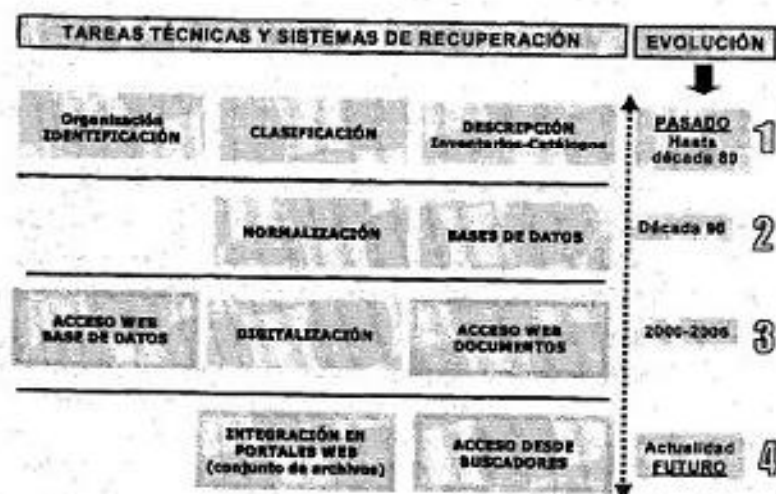 TAREAS TÉCNICAS Y SISTEMAS DE RECUPERACIÓN
EVOLUCIÓN
Organización
IDENTIFICACIÓN
CLASIFICACIÓN
DESCRIPCIÓN
Inventarios-Catálogos
PASADO
Hasta
década 80
1
NORMALIZACIÓN
BASES DE DATOS
Década 90
2
ACCESO WEB
BASE DE DATOS
DIGITALIZACIÓN
ACCESO WEB
DOCUMENTOS
2000-2006
3
INTEGRACIÓN EN
PORTALES WEB
(conjunto de archivos)
ACCESO DESDE
BUSCADORES
Actualidad
FUTURO
4